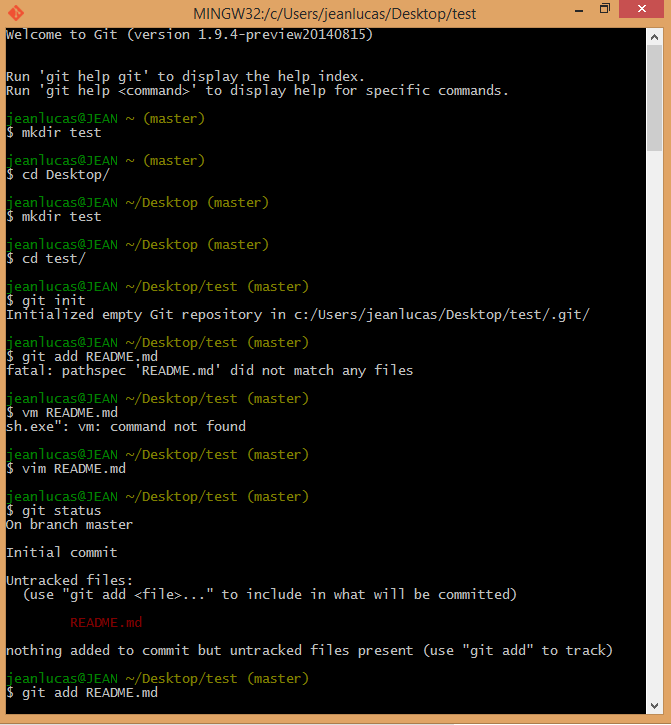 MINGW32:/c/Users/jeanlucas/Desktop/test
Welcome to Git (version 1.9.4-preview20140815)
Run 'git help git' to display the help index.
Run 'git help <command>' to display help for specific commands.
jeanlucas@JEAN ~ (master)
$ mkdir test
jeanlucas@JEAN ~ (master)
$ cd Desktop/
jeanlucas@JEAN ~/Desktop (master)
$ mkdir test
jeanlucas@JEAN ~/Desktop (master)
$ cd test/
jeanlucas@JEAN ~/Desktop/test (master)
$ git init
Initialized empty Git repository in c:/Users/jeanlucas/Desktop/test/.git/
jeanlucas@JEAN ~/Desktop/test (master)
$ git add README.md
fatal: pathspec 'README.md' did not match any files
jeanlucas@JEAN ~/Desktop/test (master)
$ vm README.md
sh.exe": vm: command not found
jeanlucas@JEAN ~/Desktop/test (master)
$ vim README.md
jeanlucas@JEAN ~/Desktop/test (master)
$ git status
On branch master
Initial commit
Untracked files:
  (use "git add <file>..." to include in what will be committed)
        README.md
nothing added to commit but untracked files present (use "git add" to track)
jeanlucas@JEAN ~/Desktop/test (master)
$ git add README.md